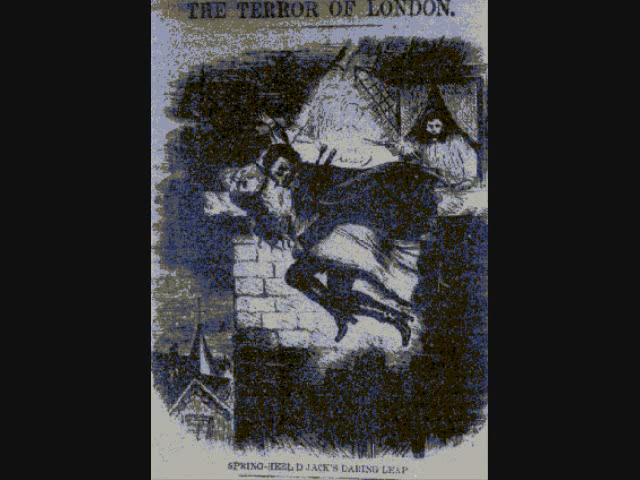 THE TERROR OF LONDON.
SPRING-HEEL'D JACK'S DARING LEAP